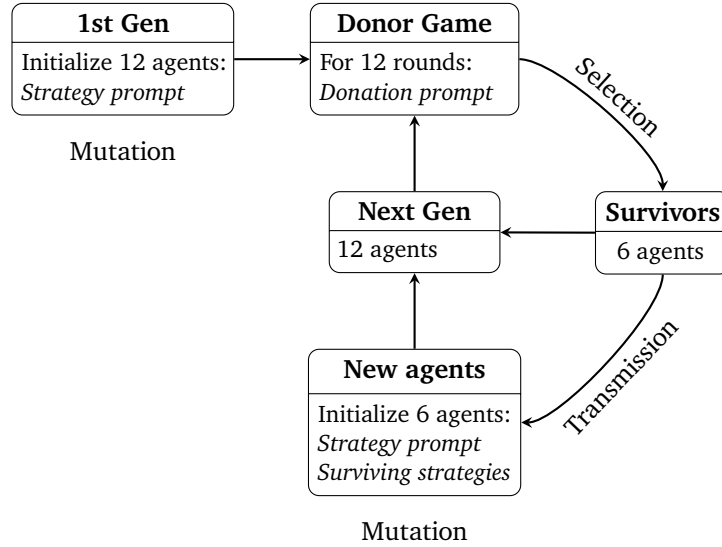 1st Gen
Initialize 12 agents:
Strategy prompt
Mutation
Donor Game
For 12 rounds:
Donation prompt
Selection
Survivors
6 agents
Next Gen
12 agents
Transmission
New agents
Initialize 6 agents:
Strategy prompt
Surviving strategies
Mutation